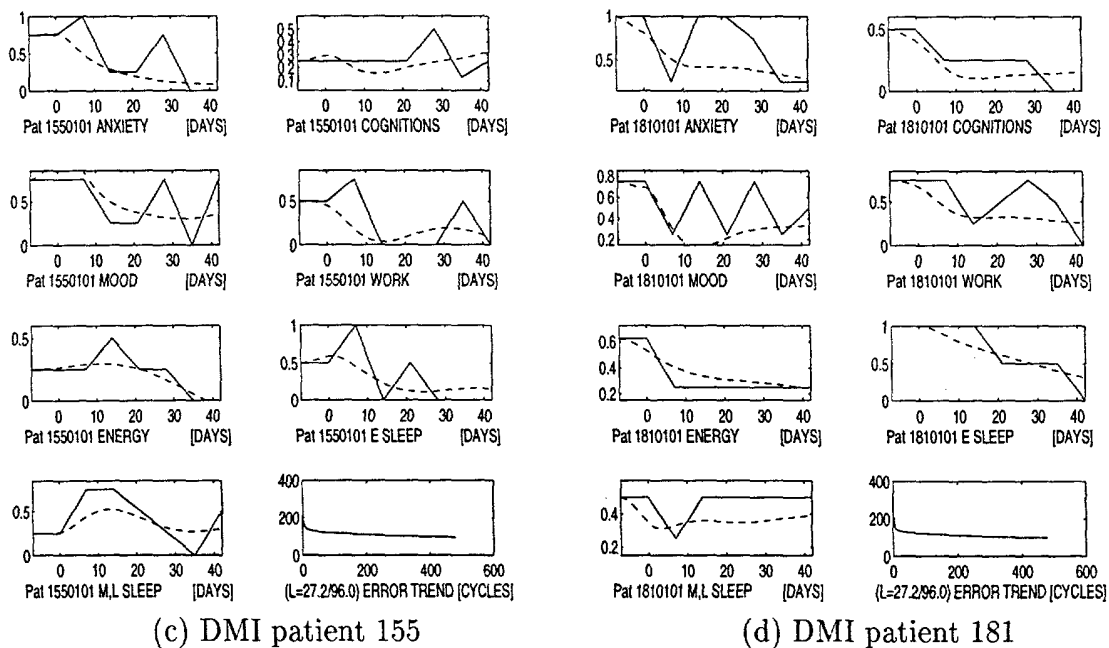 1
0.5
0
0 10 20 30 40
Pat 1550101 ANXIETY [DAYS]
0.5
0.4
0.3
0.2
0.1
0 10 20 30 40
Pat 1550101 COGNITIONS [DAYS]
0.5
0
0 10 20 30 40
Pat 1550101 MOOD [DAYS]
0.5
0
0 10 20 30 40
Pat 1550101 WORK [DAYS]
0.5
0
0 10 20 30 40
Pat 1550101 ENERGY [DAYS]
1
0.5
0
0 10 20 30 40
Pat 1550101 E SLEEP [DAYS]
0.5
0
0 10 20 30 40
Pat 1550101 M,L SLEEP [DAYS]
400
200
0
0 200 400 600
(L=27.2/96.0) ERROR TREND [CYCLES]
(c) DMI patient 155
1
0.5
0 10 20 30 40
Pat 1810101 ANXIETY [DAYS]
0.5
0
0 10 20 30 40
Pat 1810101 COGNITIONS [DAYS]
0.8
0.6
0.4
0.2
0 10 20 30 40
Pat 1810101 MOOD [DAYS]
0.5
0
0 10 20 30 40
Pat 1810101 WORK [DAYS]
0.6
0.4
0.2
0 10 20 30 40
Pat 1810101 ENERGY [DAYS]
1
0.5
0
0 10 20 30 40
Pat 1810101 E SLEEP [DAYS]
0.4
0.2
0 10 20 30 40
Pat 1810101 M,L SLEEP [DAYS]
400
200
0
0 200 400 600
(L=27.2/96.0) ERROR TREND [CYCLES]
(d) DMI patient 181